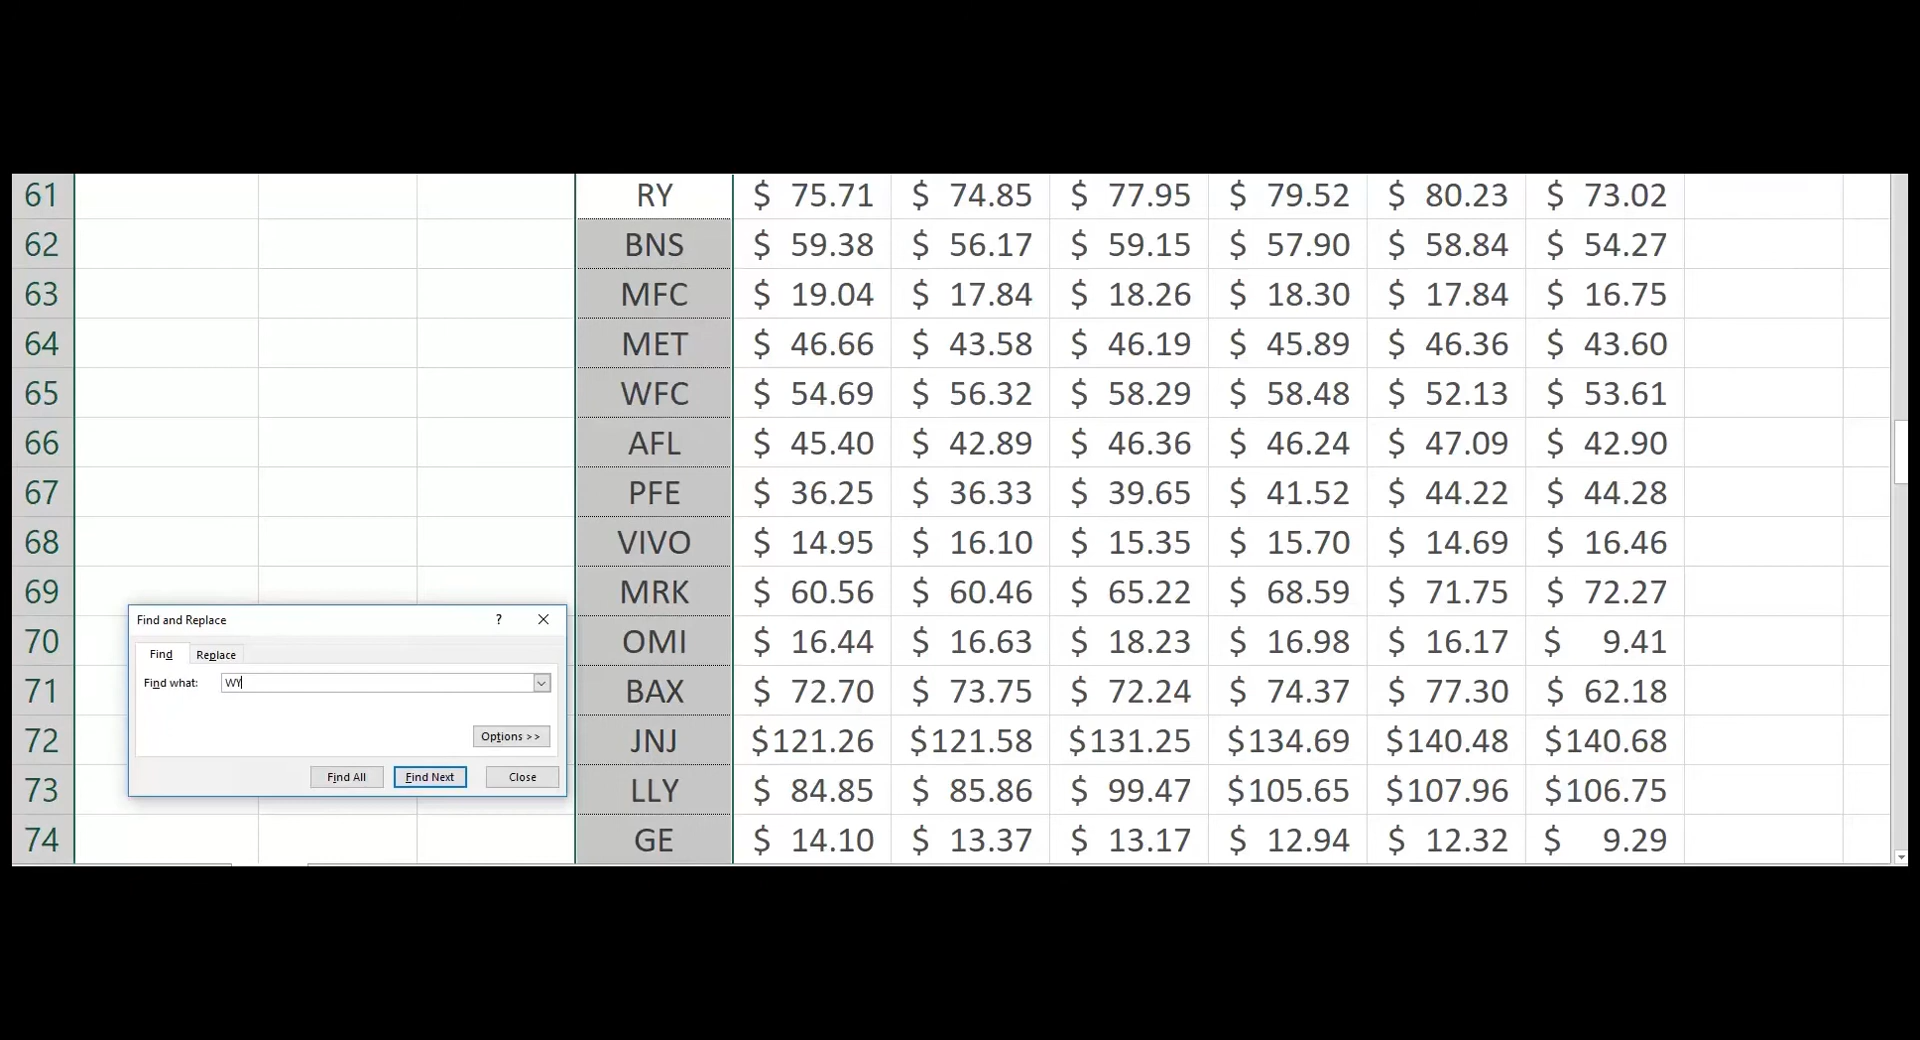 61 RY $ 75.71 $ 74.85 $ 77.95 $ 79.52 $ 80.23 $ 73.02
62 BNS $ 59.38 $ 56.17 $ 59.15 $ 57.90 $ 58.84 $ 54.27
63 MFC $ 19.04 $ 17.84 $ 18.26 $ 18.30 $ 17.84 $ 16.75
64 MET $ 46.66 $ 43.58 $ 46.19 $ 45.89 $ 46.36 $ 43.60
65 WFC $ 54.69 $ 56.32 $ 58.29 $ 58.48 $ 52.13 $ 53.61
66 AFL $ 45.40 $ 42.89 $ 46.36 $ 46.24 $ 47.09 $ 42.90
67 PFE $ 36.25 $ 36.33 $ 39.65 $ 41.52 $ 44.22 $ 44.28
68 VIVO $ 14.95 $ 16.10 $ 15.35 $ 15.70 $ 14.69 $ 16.46
69 MRK $ 60.56 $ 60.46 $ 65.22 $ 68.59 $ 71.75 $ 72.27
70 OMI $ 16.44 $ 16.63 $ 18.23 $ 16.98 $ 16.17 $ 9.41
71 BAX $ 72.70 $ 73.75 $ 72.24 $ 74.37 $ 77.30 $ 62.18
72 JNJ $121.26 $121.58 $131.25 $134.69 $140.48 $140.68
73 LLY $ 84.85 $ 85.86 $ 99.47 $105.65 $107.96 $106.75
74 GE $ 14.10 $ 13.37 $ 13.17 $ 12.94 $ 12.32 $ 9.29
Find and Replace ?
Find Replace
Find what: WY
Options >>
Find All Find Next Close